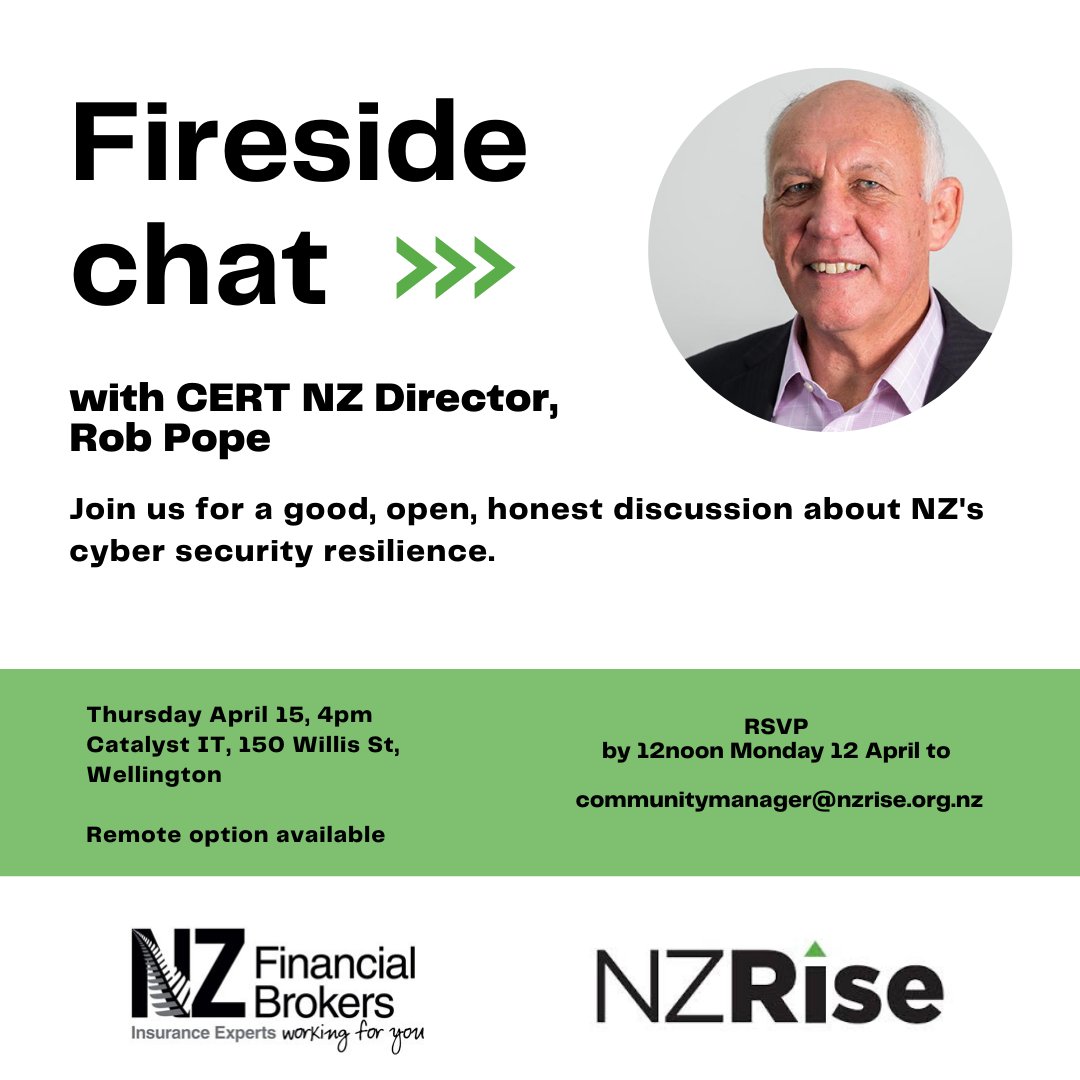 Fireside
chat
with CERT NZ Director,
Rob Pope
Join us for a good, open, honest discussion about NZ's
cyber security resilience.
Thursday April 15, 4pm
Catalyst IT, 150 Willis St,
Wellington
Remote option available
RSVP
by 12noon Monday 12 April to
communitymanager@nzrise.org.nz
NZ Financial
Brokers
Insurance Experts working for you
NZRise